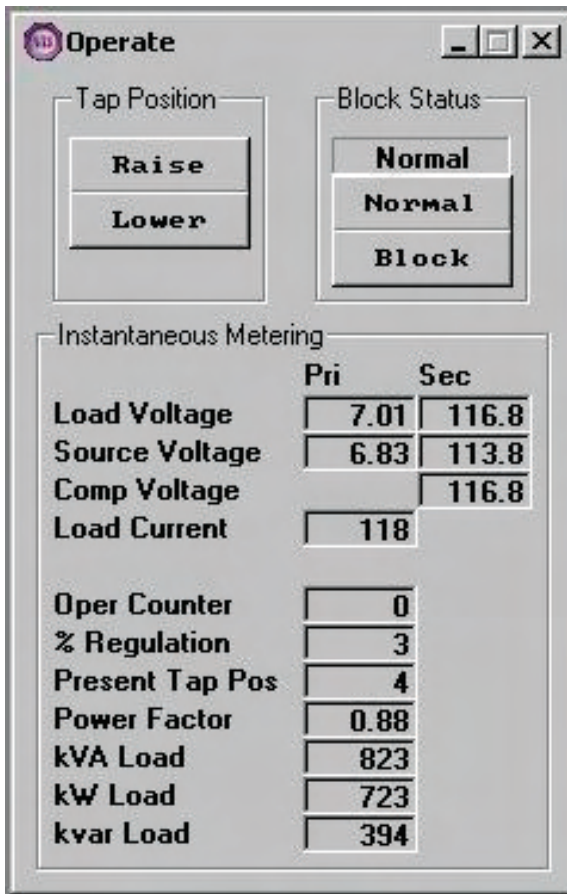 Operate
Tap Position
Raise
Lower
Block Status
Normal
Normal
Block
Instantaneous Metering
Pri Sec
Load Voltage 7.01 116.8
Source Voltage 6.83 113.8
Comp Voltage 116.8
Load Current 118
Oper Counter 0
% Regulation 3
Present Tap Pos 4
Power Factor 0.88
kVA Load 823
kW Load 723
kvar Load 394